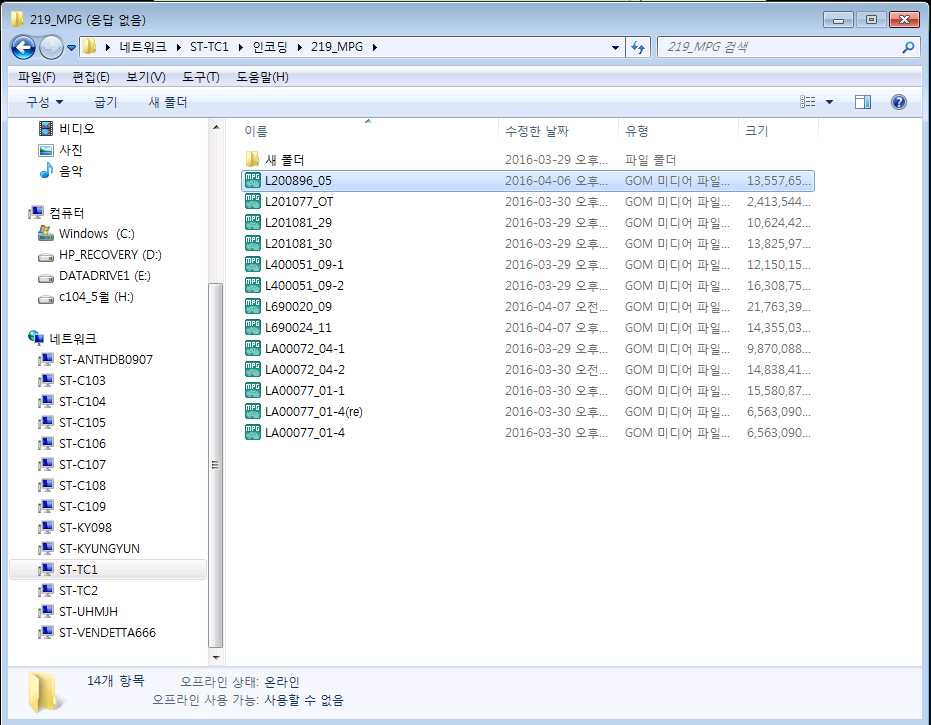 219_MPG (응답 없음)
네트워크 ST-TC1 인코딩 219_MPG
219_MPG 검색
파일(F) 편집(E) 보기(V) 도구(T) 도움말(H)
구성 굽기 새 폴더
비디오
사진
음악
컴퓨터
Windows (C:)
HP_RECOVERY (D:)
DATADRIVE1 (E:)
c104_5월 (H:)
네트워크
ST-ANTHDB0907
ST-C103
ST-C104
ST-C105
ST-C106
ST-C107
ST-C108
ST-C109
ST-KY098
ST-KYUNGYUN
ST-TC1
ST-TC2
ST-UHMJH
ST-VENDETTA666
이름 수정한 날짜 유형 크기
새 폴더 2016-03-29 오후... 파일 폴더
L200896_05 2016-04-06 오후... GOM 미디어 파일... 13,557,65...
L201077_OT 2016-03-30 오후... GOM 미디어 파일... 2,413,544...
L201081_29 2016-03-29 오후... GOM 미디어 파일... 10,624,42...
L201081_30 2016-03-29 오후... GOM 미디어 파일... 13,825,97...
L400051_09-1 2016-03-29 오후... GOM 미디어 파일... 12,150,15...
L400051_09-2 2016-03-29 오후... GOM 미디어 파일... 16,308,75...
L690020_09 2016-04-07 오전... GOM 미디어 파일... 21,763,39...
L690024_11 2016-04-07 오후... GOM 미디어 파일... 14,355,03...
LA00072_04-1 2016-03-29 오후... GOM 미디어 파일... 9,870,088...
LA00072_04-2 2016-03-30 오전... GOM 미디어 파일... 14,838,41...
LA00077_01-1 2016-03-30 오후... GOM 미디어 파일... 15,580,87...
LA00077_01-4(re) 2016-03-30 오후... GOM 미디어 파일... 6,563,090...
LA00077_01-4 2016-03-30 오후... GOM 미디어 파일... 6,563,090...
14개 항목 오프라인 상태: 온라인
오프라인 사용 가능: 사용할 수 없음